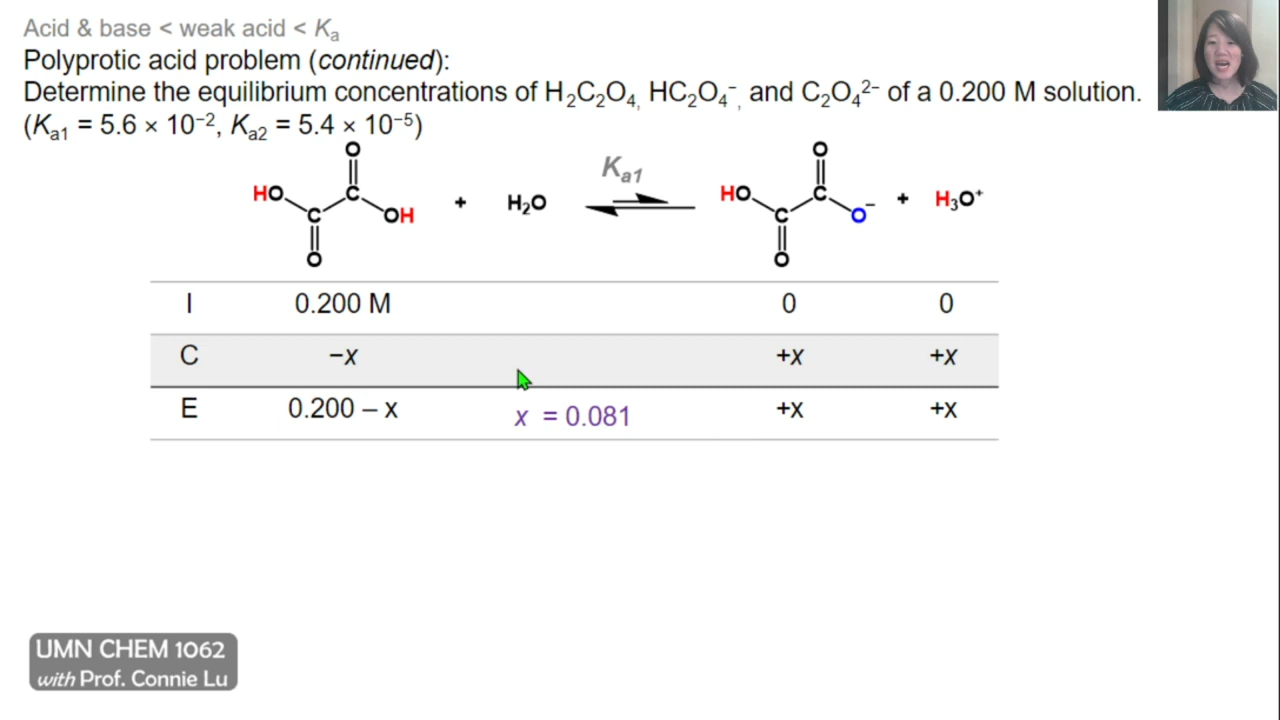 Acid & base < weak acid < Kₐ
Polyprotic acid problem (continued):
Determine the equilibrium concentrations of H₂C₂O₄, HC₂O₄⁻, and C₂O₄²⁻ of a 0.200 M solution.
(Kₐ₁ = 5.6 × 10⁻², Kₐ₂ = 5.4 × 10⁻⁵)
O
HO
C
C
OH
O
+
H₂O
Kₐ₁
O
HO
C
C
O⁻
O
+
H₃O⁺
I 0.200 M 0 0
C −x +x +x
E 0.200 – x x = 0.081 +x +x
UMN CHEM 1062
with Prof. Connie Lu